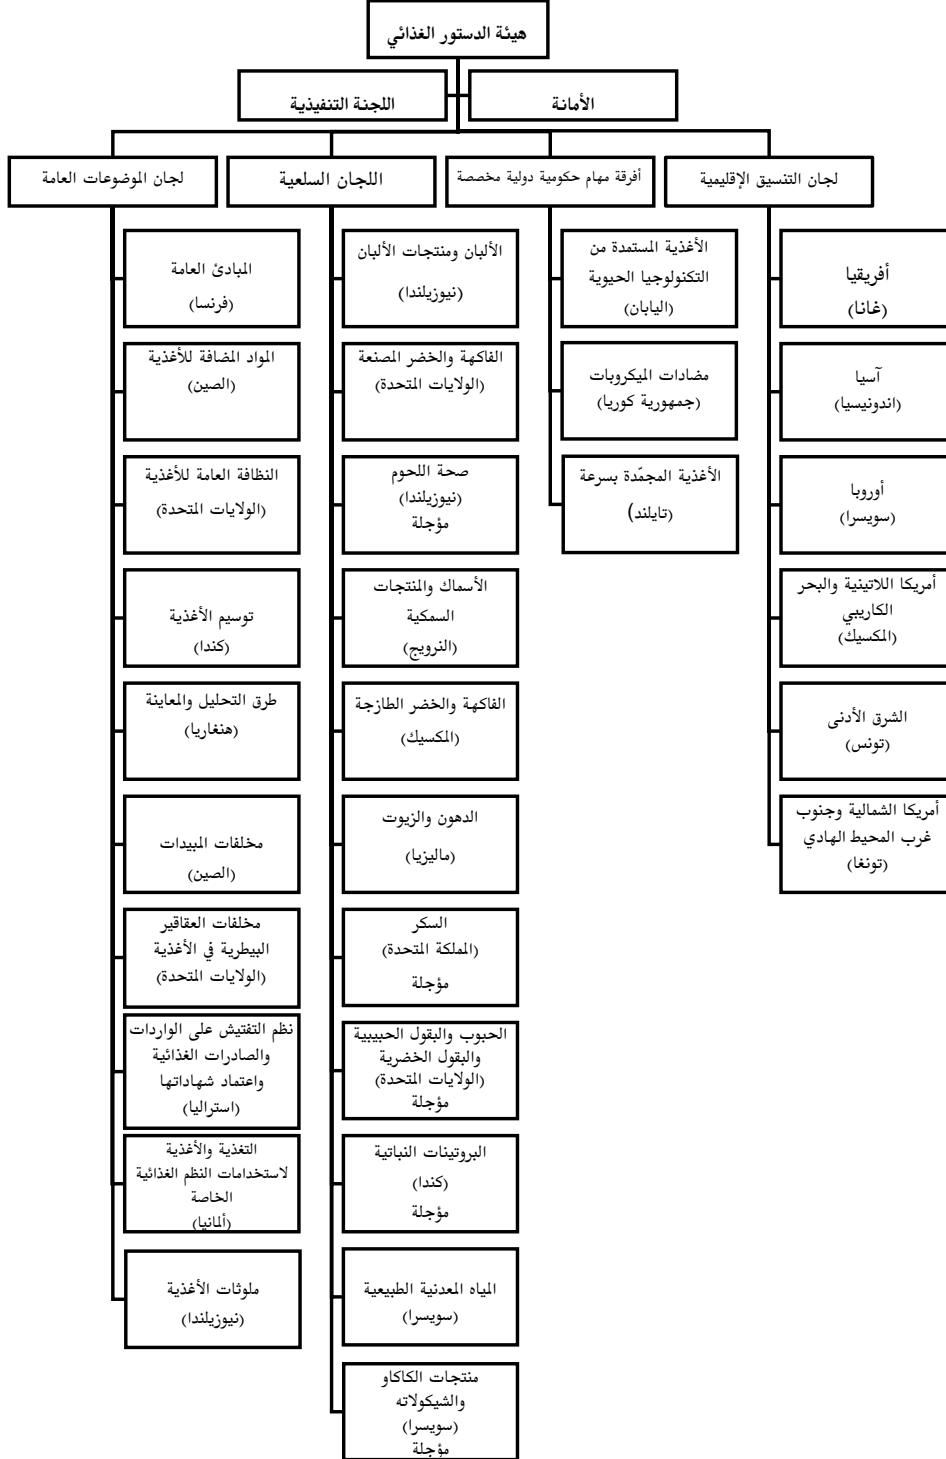 هيئة الدستور الغذائي
الأمانة
اللجنة التنفيذية
لجان التنسيق الإقليمية
أفرقة مهام حكومية دولية مخصصة
اللجان السلعية
لجان الموضوعات العامة
أفريقيا
(غانا)
آسيا
(اندونيسيا)
أوروبا
(سويسرا)
أمريكا اللاتينية والبحر
الكاريبي
(المكسيك)
الشرق الأدنى
(تونس)
أمريكا الشمالية وجنوب
غرب المحيط الهادي
(تونغا)
الأغذية المستمدة من
التكنولوجيا الحيوية
(اليابان)
مضادات الميكروبات
(جمهورية كوريا)
الأغذية المجمّدة بسرعة
(تايلند)
الألبان ومنتجات الألبان
(نيوزيلندا)
الفاكهة والخضر المصنعة
(الولايات المتحدة)
صحة اللحوم
(نيوزيلندا)
مؤجلة
الأسماك والمنتجات
السمكية
(النرويج)
الفاكهة والخضر الطازجة
(المكسيك)
الدهون والزيوت
(ماليزيا)
السكر
(المملكة المتحدة)
مؤجلة
الحبوب والبقول الحبيبية
والبقول الخضرية
(الولايات المتحدة)
مؤجلة
البروتينات النباتية
(كندا)
مؤجلة
المياه المعدنية الطبيعية
(سويسرا)
منتجات الكاكاو
والشيكولاته
(سويسرا)
مؤجلة
المبادئ العامة
(فرنسا)
المواد المضافة للأغذية
(الصين)
النظافة العامة للأغذية
(الولايات المتحدة)
توسيم الأغذية
(كندا)
طرق التحليل والمعاينة
(هنغاريا)
مخلفات المبيدات
(الصين)
مخلفات العقاقير
البيطرية في الأغذية
(الولايات المتحدة)
نظم التفتيش على الواردات
والصادرات الغذائية
واعتماد شهاداتها
(استراليا)
التغذية والأغذية
لاستخدامات النظم الغذائية
الخاصة
(ألمانيا)
ملوثات الأغذية
(نيوزيلندا)